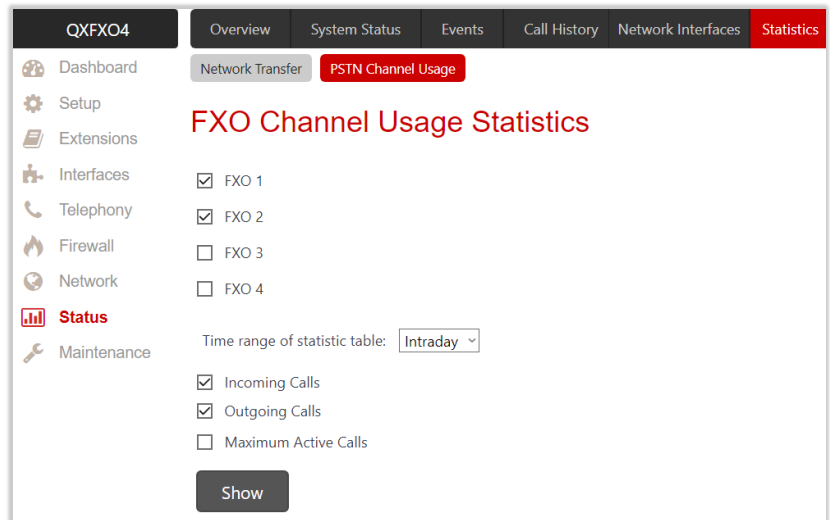 QXFXO4
Overview System Status Events Call History Network Interfaces Statistics
Dashboard
Setup
Extensions
Interfaces
Telephony
Firewall
Network
Status
Maintenance
Network Transfer PSTN Channel Usage
FXO Channel Usage Statistics
FXO 1
FXO 2
FXO 3
FXO 4
Time range of statistic table: Intraday
Incoming Calls
Outgoing Calls
Maximum Active Calls
Show